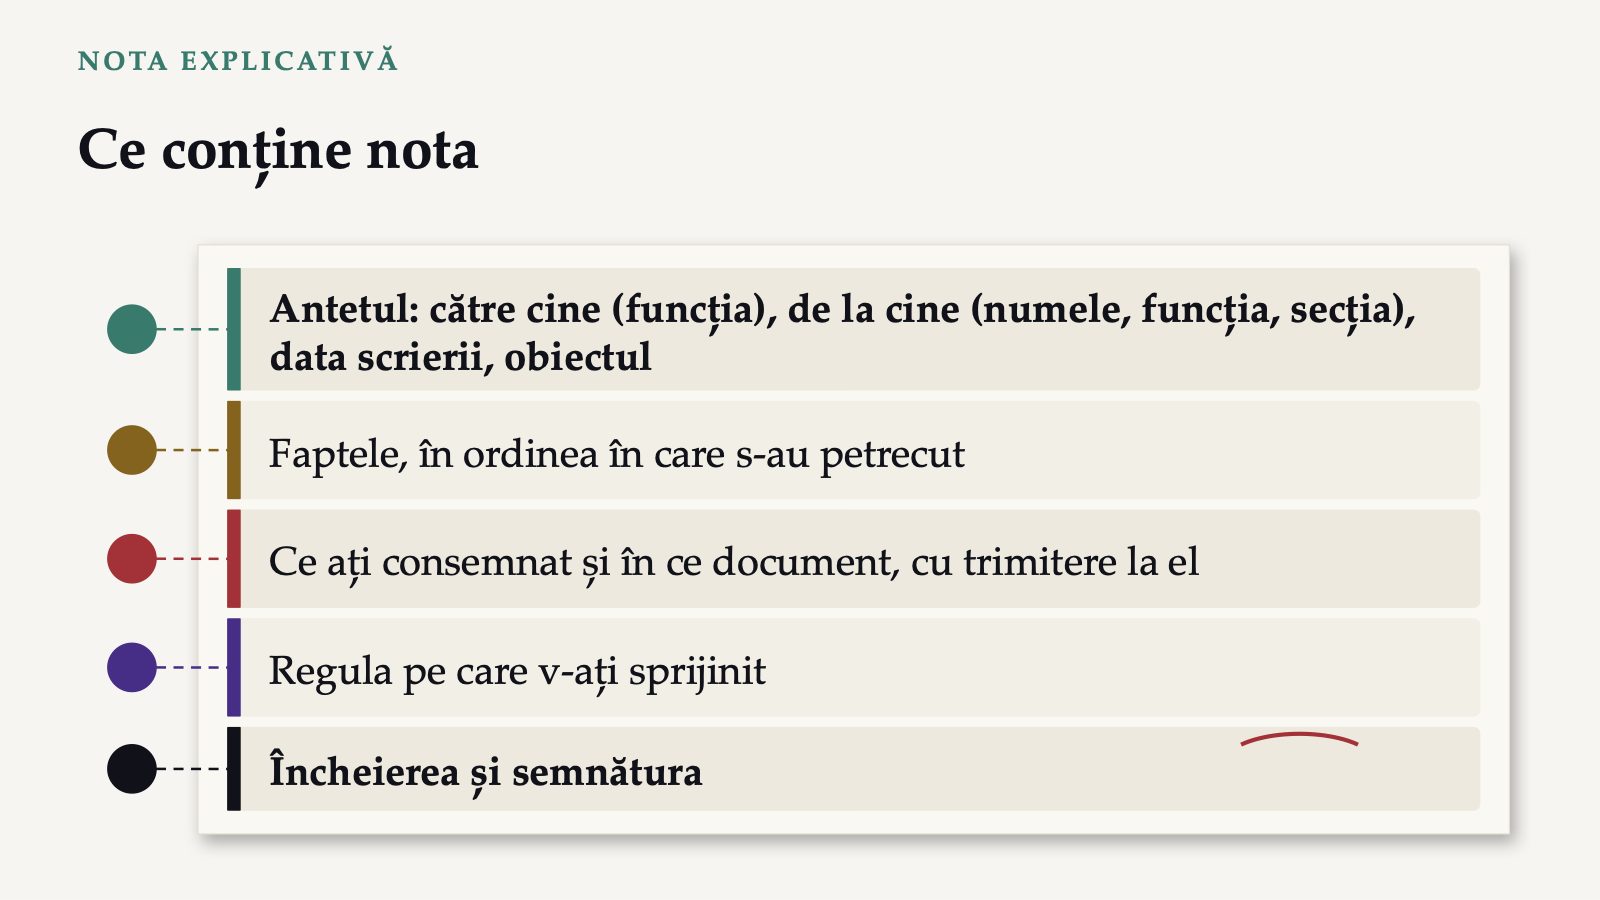 NOTA EXPLICATIVĂ
Ce conține nota
Antetul: către cine (funcția), de la cine (numele, funcția, secția),
data scrierii, obiectul
Faptele, în ordinea în care s-au petrecut
Ce ați consemnat și în ce document, cu trimitere la el
Regula pe care v-ați sprijinit
Încheierea și semnătura